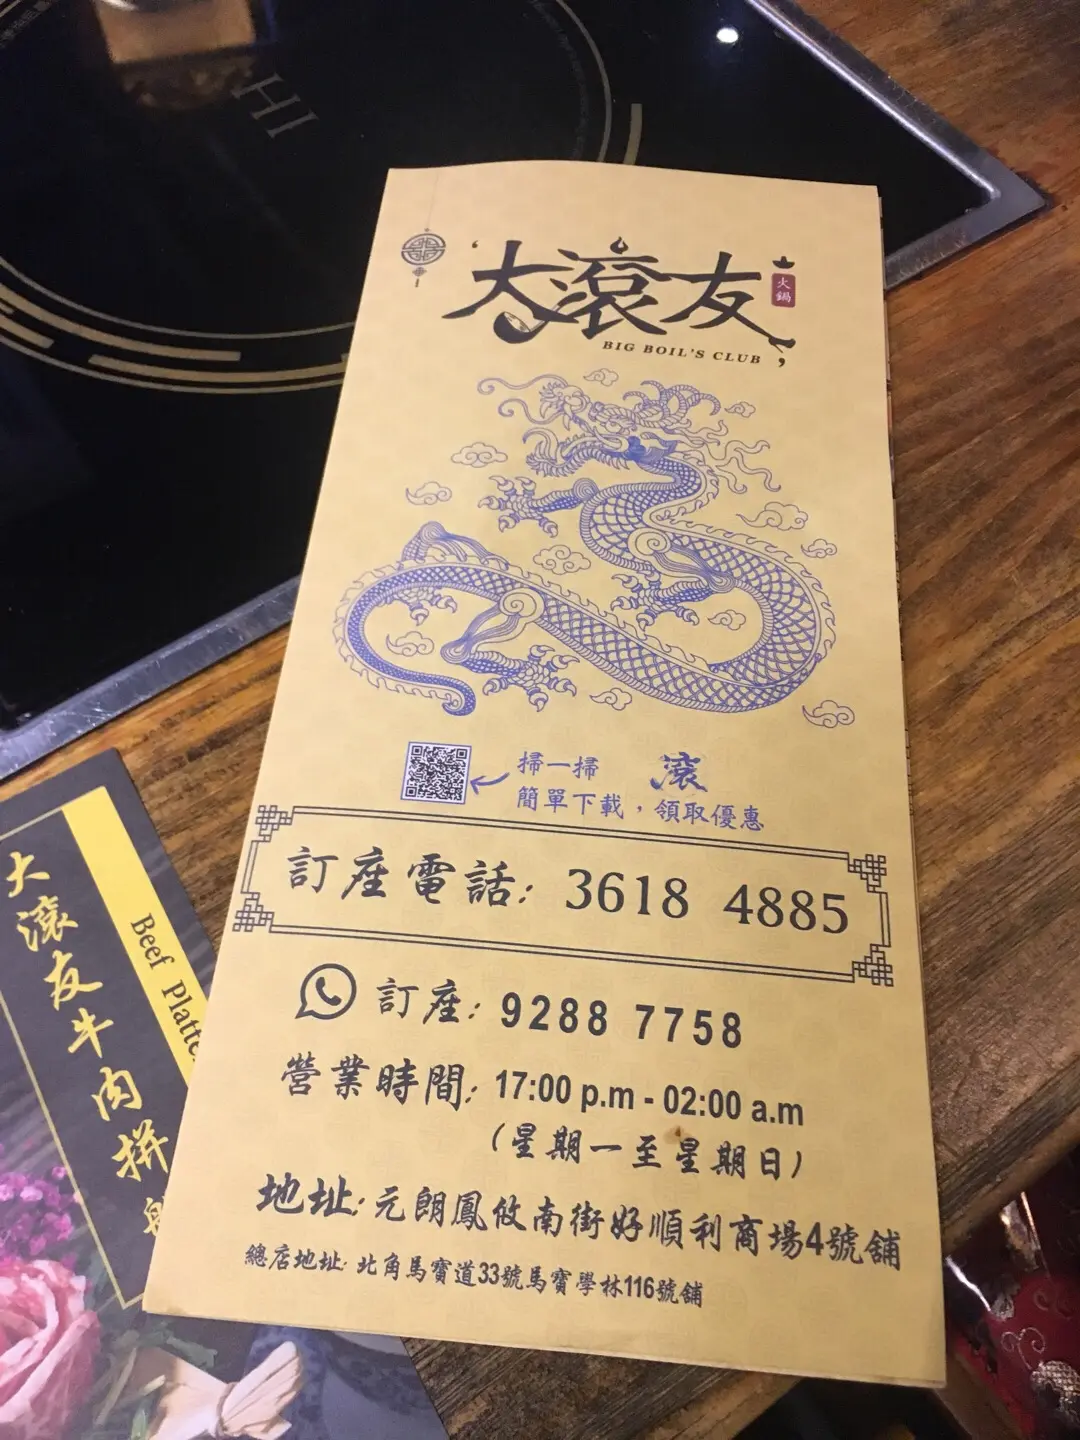 HI
大滾友
火鍋
BIG BOIL'S CLUB
掃一掃 滾
簡單下載，領取優惠
訂座電話: 3618 4885
訂座: 9288 7758
營業時間: 17:00 p.m - 02:00 a.m
(星期一至星期日)
地址: 元朗鳳攸南街好順利商場4號舖
總店地址: 北角馬寶道33號馬寶學林116號舖
大滾友牛肉拼
Beef Platte